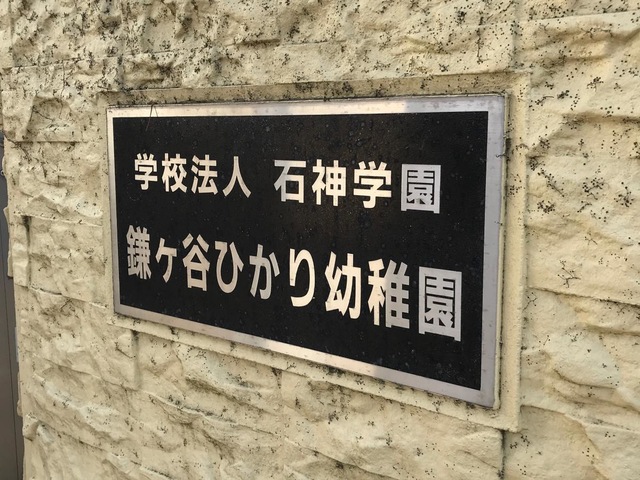 学校法人 石神学園
鎌ヶ谷ひかり幼稚園